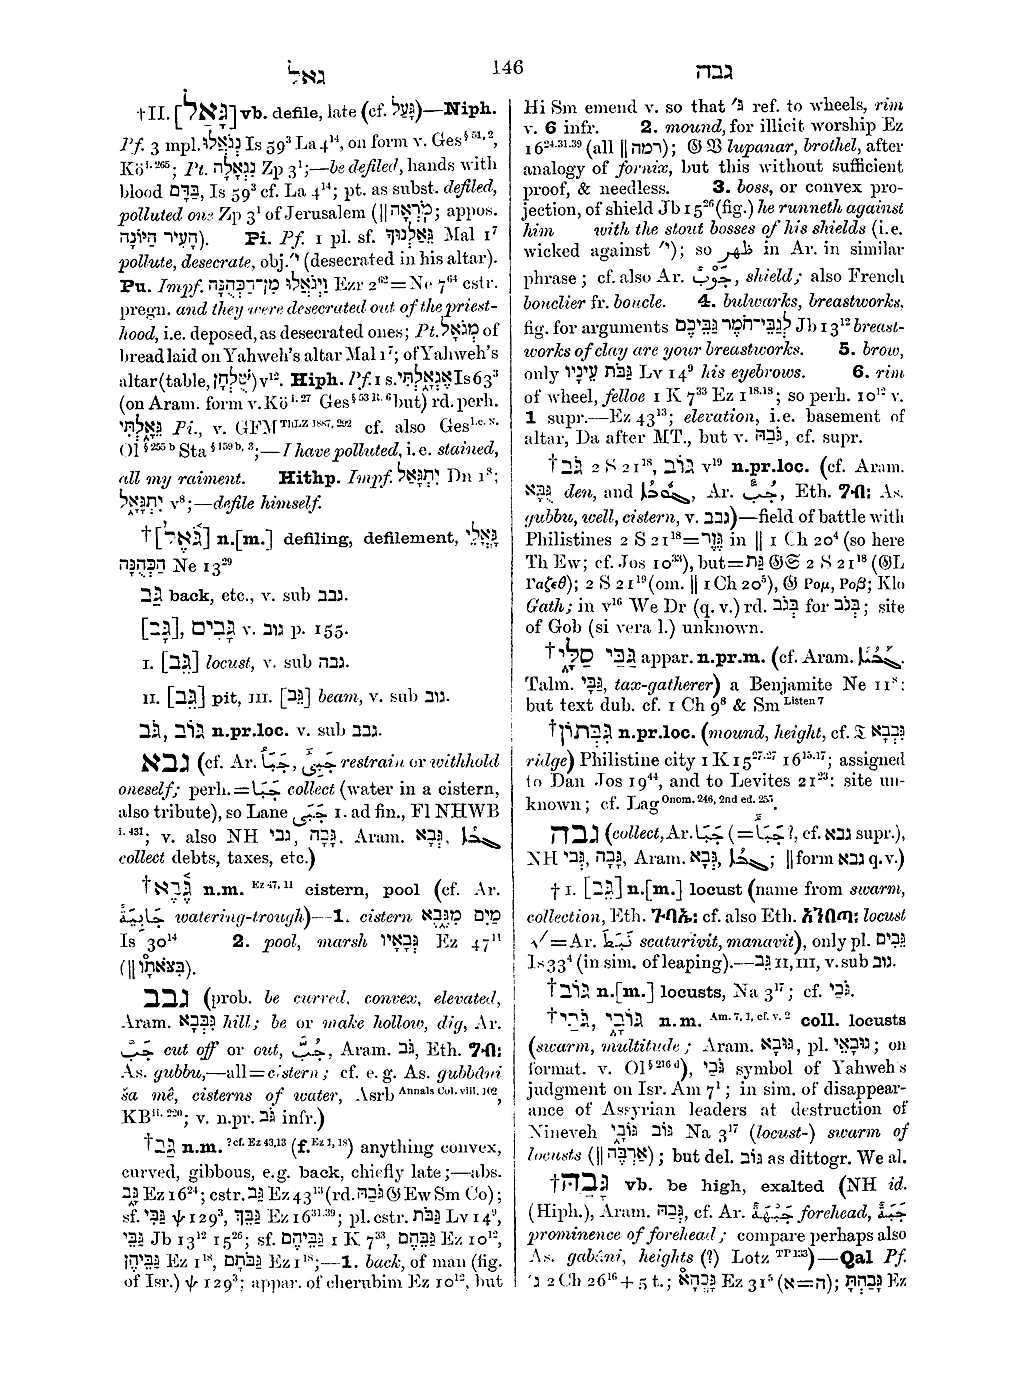 גאל 146 גבה
†II. [גָּאַל] vb. defile, late (cf. גָּעַל)—Niph.
Pf. 3 mpl. נְגֹאֲלוּ Is 59³ La 4¹⁴, on form v. Ges§ 51, 2,
Kö i. 265; Pt. נִגְאָלָה Zp 3¹;—be defiled, hands with
blood בַּדָּם, Is 59³ cf. La 4¹⁴; pt. as subst. defiled,
polluted one Zp 3¹ of Jerusalem (|| מֹרְאָה; appos.
הָעִיר הַיּוֹנָה). Pi. Pf. 1 pl. sf. גֵּאַלְנוּךָ Mal 1⁷
pollute, desecrate, obj. י׳ (desecrated in his altar).
Pu. Impf. וַיְגֹאֲלוּ מִן־הַכְּהֻנָּה Ezr 2⁶²=Ne 7⁶⁴ cstr.
pregn. and they were desecrated out of the priest-
hood, i.e. deposed, as desecrated ones; Pt. מְגֹאָל of
bread laid on Yahweh's altar Mal 1⁷; of Yahweh's
altar (table, שֻׁלְחַן) v¹². Hiph. Pf. 1 s. אֶגְאָלְתִּי Is 63³
(on Aram. form v. Kö i. 27 Ges§ 53 R. 6 but) rd. perh.
גֵּאַלְתִּי Pi., v. GFM ThLZ 1887, 292 cf. also Ges l.c. N.
Ol§ 255 b Sta§ 159 b, 3;—I have polluted, i.e. stained,
all my raiment. Hithp. Impf. יִתְגָּאַל Dn 1⁸;
יִתְגָּאָל v⁸;—defile himself.
†[גֹּאַל] n.[m.] defiling, defilement, גָּאֳלֵי
הַכְּהֻנָּה Ne 13²⁹
גַּב back, etc., v. sub גבב.
[גֵּב], גֵּבִים v. גוב p. 155.
I. [גֵּב] locust, v. sub גבה.
II. [גֵּב] pit, III. [גֵּב] beam, v. sub גוב.
גֹּב, גּוֹב n.pr.loc. v. sub גבב.
גבא (cf. Ar. جَبَأَ, جَبَى restrain or withhold
oneself; perh.=جَبَا collect (water in a cistern,
also tribute), so Lane جَبَى 1. ad fin., Fl NHWB
i. 431; v. also NH גבי, גָּבָה, Aram. גְּבָא,
collect debts, taxes, etc.)
†גֶּבֶא n.m. Ez 47, 11 cistern, pool (cf. Ar.
جَابِيَة watering-trough)—1. cistern מַיִם מִגֶּבֶא
Is 30¹⁴ 2. pool, marsh גְּבָאָיו Ez 47¹¹
(|| בִּצֹּאתָו).
גבב (prob. be curved, convex, elevated,
Aram. גְּבָבָא hill; be or make hollow, dig, Ar.
جَبَّ cut off or out, جُبّ, Aram. גֹּב, Eth. ጉብ፡
As. gubbu,—all=cistern; cf. e.g. As. gubbâni
ša mê, cisterns of water, Asrb Annals Col. viii, 102,
KB ii. 220; v. n.pr. גֹּב infr.)
†גַּב n.m. ?cf. Ez 43, 13 (f. Ez 1, 18) anything convex,
curved, gibbous, e.g. back, chiefly late;—abs.
גַּב Ez 16²⁴; cstr. גַּב Ez 43¹³ (rd. גֹּבַהּ 𝔊 Ew Sm Co);
sf. גַּבִּי ψ 129³, גַּבֵּךְ Ez 16³¹·³⁹; pl. cstr. גַּבֹּת Lv 14⁹,
גַּבֵּי Jb 13¹² 15²⁶; sf. גַּבֵּיהֶם 1 K 7³³, גַּבֵּהֶם Ez 10¹²,
גַּבֵּיהֶן Ez 1¹⁸, גַּבֹּתָם Ez 1¹⁸;—1. back, of man (fig.
of Isr.) ψ 129³; appar. of cherubim Ez 10¹², but
Hi Sm emend v. so that ג׳ ref. to wheels, rim
v. 6 infr. 2. mound, for illicit worship Ez
16²⁴·³¹·³⁹ (all || רמה); 𝔊 𝔙 lupanar, brothel, after
analogy of fornix, but this without sufficient
proof, & needless. 3. boss, or convex pro-
jection, of shield Jb 15²⁶ (fig.) he runneth against
him with the stout bosses of his shields (i.e.
wicked against י׳); so ظهر in Ar. in similar
phrase; cf. also Ar. جَوْبٌ, shield; also French
bouclier fr. boucle. 4. bulwarks, breastworks,
fig. for arguments לְגַבֵּי־חֹמֶר גַּבֵּיכֶם Jb 13¹² breast-
works of clay are your breastworks. 5. brow,
only גַּבֹּת עֵינָיו Lv 14⁹ his eyebrows. 6. rim
of wheel, felloe 1 K 7³³ Ez 1¹⁸·¹⁸; so perh. 10¹² v.
1 supr.—Ez 43¹³; elevation, i.e. basement of
altar, Da after MT., but v. גֹּבַהּ, cf. supr.
†גֹּב 2 S 21¹⁸, גּוֹב v¹⁹ n.pr.loc. (cf. Aram.
גֻּבָּא den, and Ar. جُبّ, Eth. ጉብ፡ As.
gubbu, well, cistern, v. גבב)—field of battle with
Philistines 2 S 21¹⁸=גֶּזֶר in || 1 Ch 20⁴ (so here
Th Ew; cf. Jos 10³³), but=גת 𝔊 𝔖 2 S 21¹⁸ (𝔊L
Γαζεθ); 2 S 21¹⁹ (om. || 1 Ch 20⁵), 𝔊 Ρομ, Ροβ; Klo
Gath; in v¹⁶ We Dr (q. v.) rd. בְּגֹב for בְּנֹב; site
of Gob (si vera l.) unknown.
†גַּבַּי סַלָּי appar. n.pr.m. (cf. Aram.
Talm. גַּבַּי, tax-gatherer) a Benjamite Ne 11⁸:
but text dub. cf. 1 Ch 9⁸ & Sm Listen 7
†גִּבְּתוֹן n.pr.loc. (mound, height, cf. 𝔗 גְּבָבָא
ridge) Philistine city 1 K 15²⁷·²⁷ 16¹⁵·¹⁷; assigned
to Dan Jos 19⁴⁴, and to Levites 21²³: site un-
known; cf. Lag Onom. 246, 2nd ed. 255.
גבה (collect, Ar. جَبَا (=جَبَأَ ?, cf. גבא supr.),
NH גָּבָה, גְּבִי, Aram. גְּבָא; || form גבא q.v.)
†I. [גֵּב] n.[m.] locust (name from swarm,
collection, Eth. cf. also Eth. አንበጣ፡ locust
√=Ar. scaturivit, manavit), only pl. גֵּבִים
Is 33⁴ (in sim. of leaping).—גֵּב II, III, v. sub גוב.
†גּוֹב n.[m.] locusts, Na 3¹⁷; cf. גֹּבַי.
†גֹּבַי, גּוֹבָי n.m. Am. 7, 1, cf. v. 2 coll. locusts
(swarm, multitude; Aram. גּוֹבָא, pl. גּוֹבַאי; on
format. v. Ol§ 216 d), גֹּבַי symbol of Yahweh's
judgment on Isr. Am 7¹; in sim. of disappear-
ance of Assyrian leaders at destruction of
Nineveh גּוֹב גּוֹבָי Na 3¹⁷ (locust-) swarm of
locusts (|| אַרְבֶּה); but del. גּוֹב as dittogr. We al.
†גָּבַהּ vb. be high, exalted (NH id.
(Hiph.), Aram. גְּבַהּ, cf. Ar. جَبْهَة forehead, جَبَهٌ
prominence of forehead; compare perhaps also
As. gabâni, heights (?) Lotz TP 133)—Qal Pf.
ג׳ 2 Ch 26¹⁶ + 5 t.; גָּבְהָא Ez 31⁵ (א=ה); גָּבַהְתָּ Ez